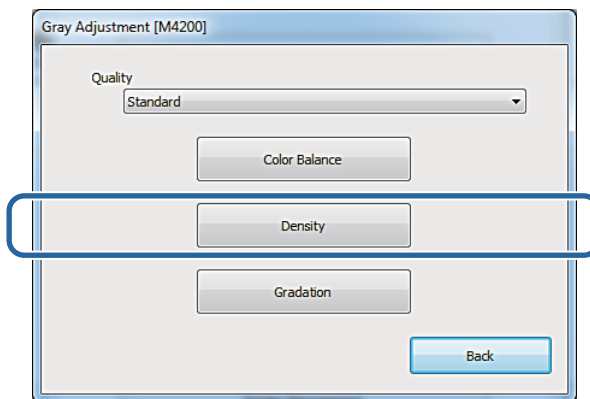 Gray Adjustment [M4200]
Quality
Standard
Color Balance
Density
Gradation
Back